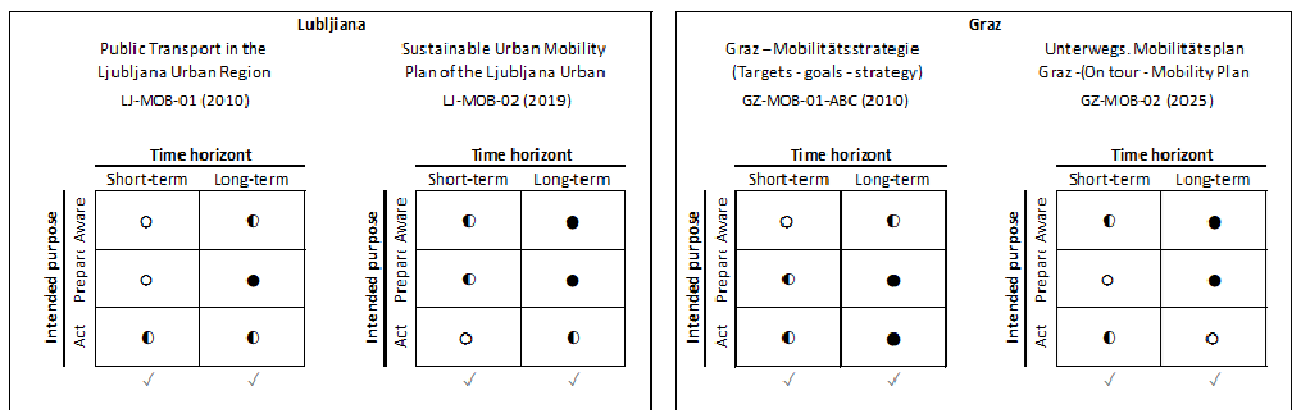 Lubljiana
Public Transport in the
Ljubljana Urban Region
LJ-MOB-01 (2010)
Time horizont
Short-term Long-term
Intended purpose
Aware
Prepare
Act
Sustainable Urban Mobility
Plan of the Ljubljana Urban
LJ-MOB-02 (2019)
Time horizont
Short-term Long-term
Intended purpose
Aware
Prepare
Act
Graz
Graz – Mobilitätsstrategie
(Targets - goals - strategy)
GZ-MOB-01-ABC (2010)
Time horizont
Short-term Long-term
Intended purpose
Aware
Prepare
Act
Unterwegs. Mobilitätsplan
Graz -(On tour - Mobility Plan
GZ-MOB-02 (2025)
Time horizont
Short-term Long-term
Intended purpose
Aware
Prepare
Act